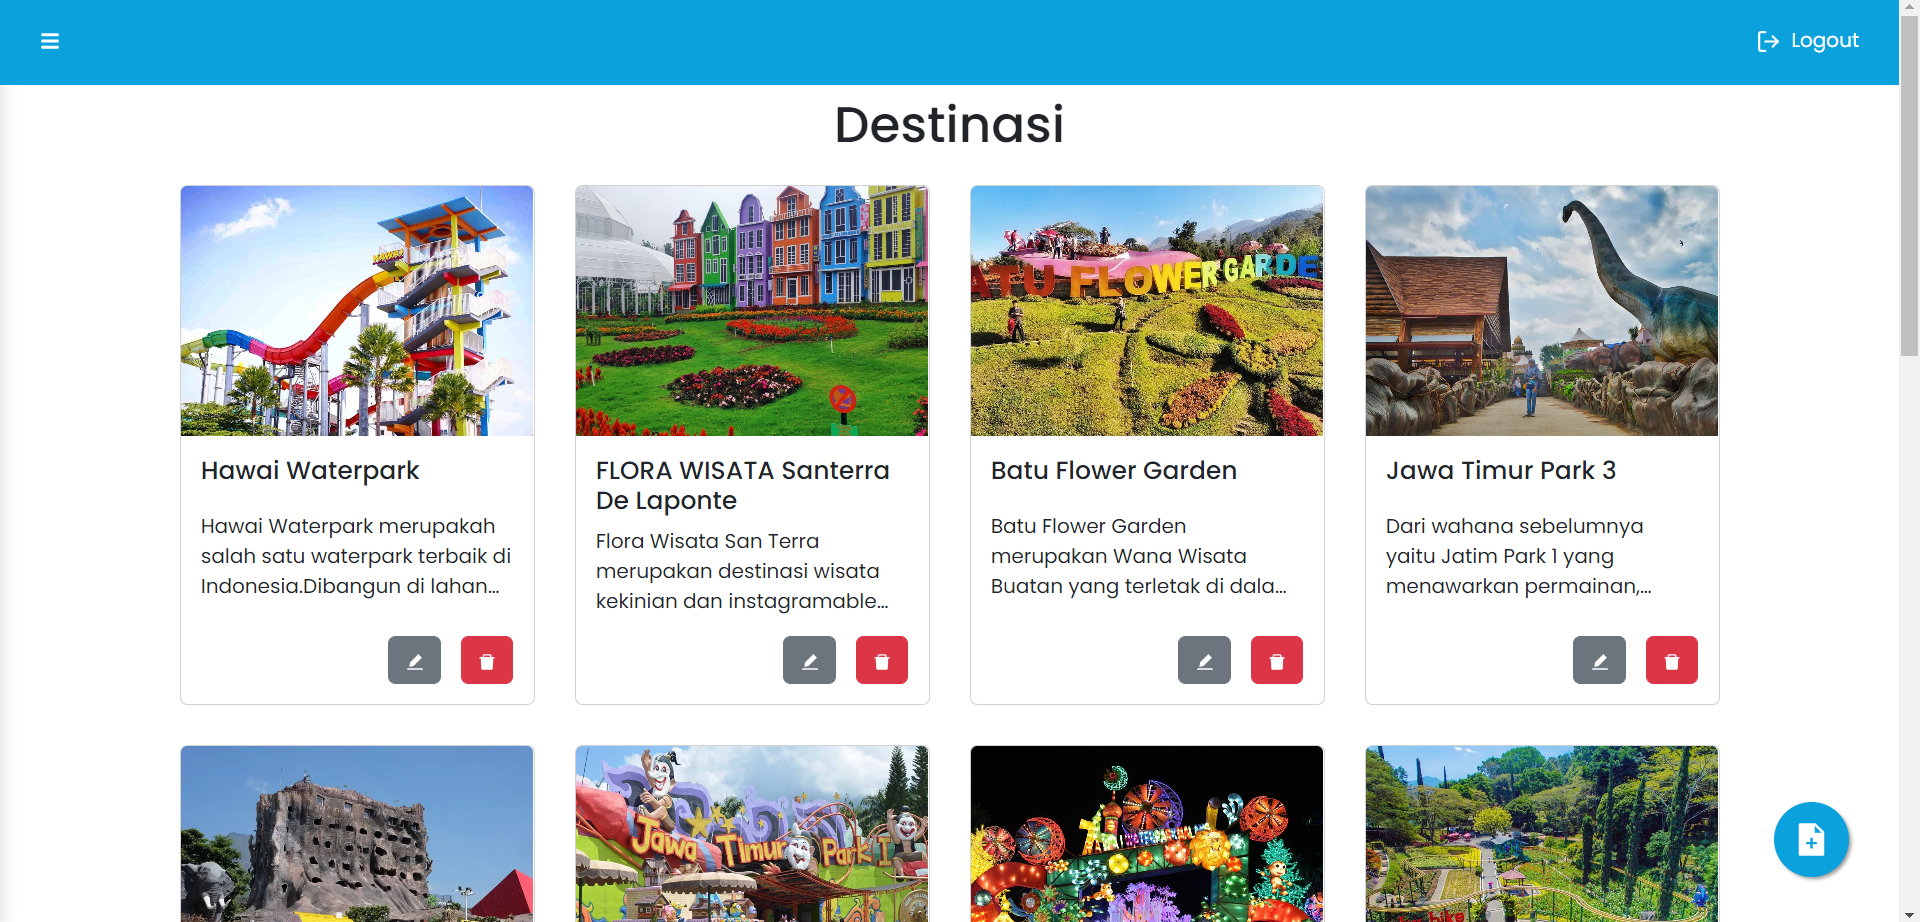 Logout
Destinasi
HAWAI
BATU FLOWER GARDE
Hawai Waterpark
Hawai Waterpark merupakah
salah satu waterpark terbaik di
Indonesia.Dibangun di lahan...
FLORA WISATA Santerra
De Laponte
Flora Wisata San Terra
merupakan destinasi wisata
kekinian dan instagramable...
Batu Flower Garden
Batu Flower Garden
merupakan Wana Wisata
Buatan yang terletak di dala...
Jawa Timur Park 3
Dari wahana sebelumnya
yaitu Jatim Park 1 yang
menawarkan permainan,...
Jawa Timur Park I
bike